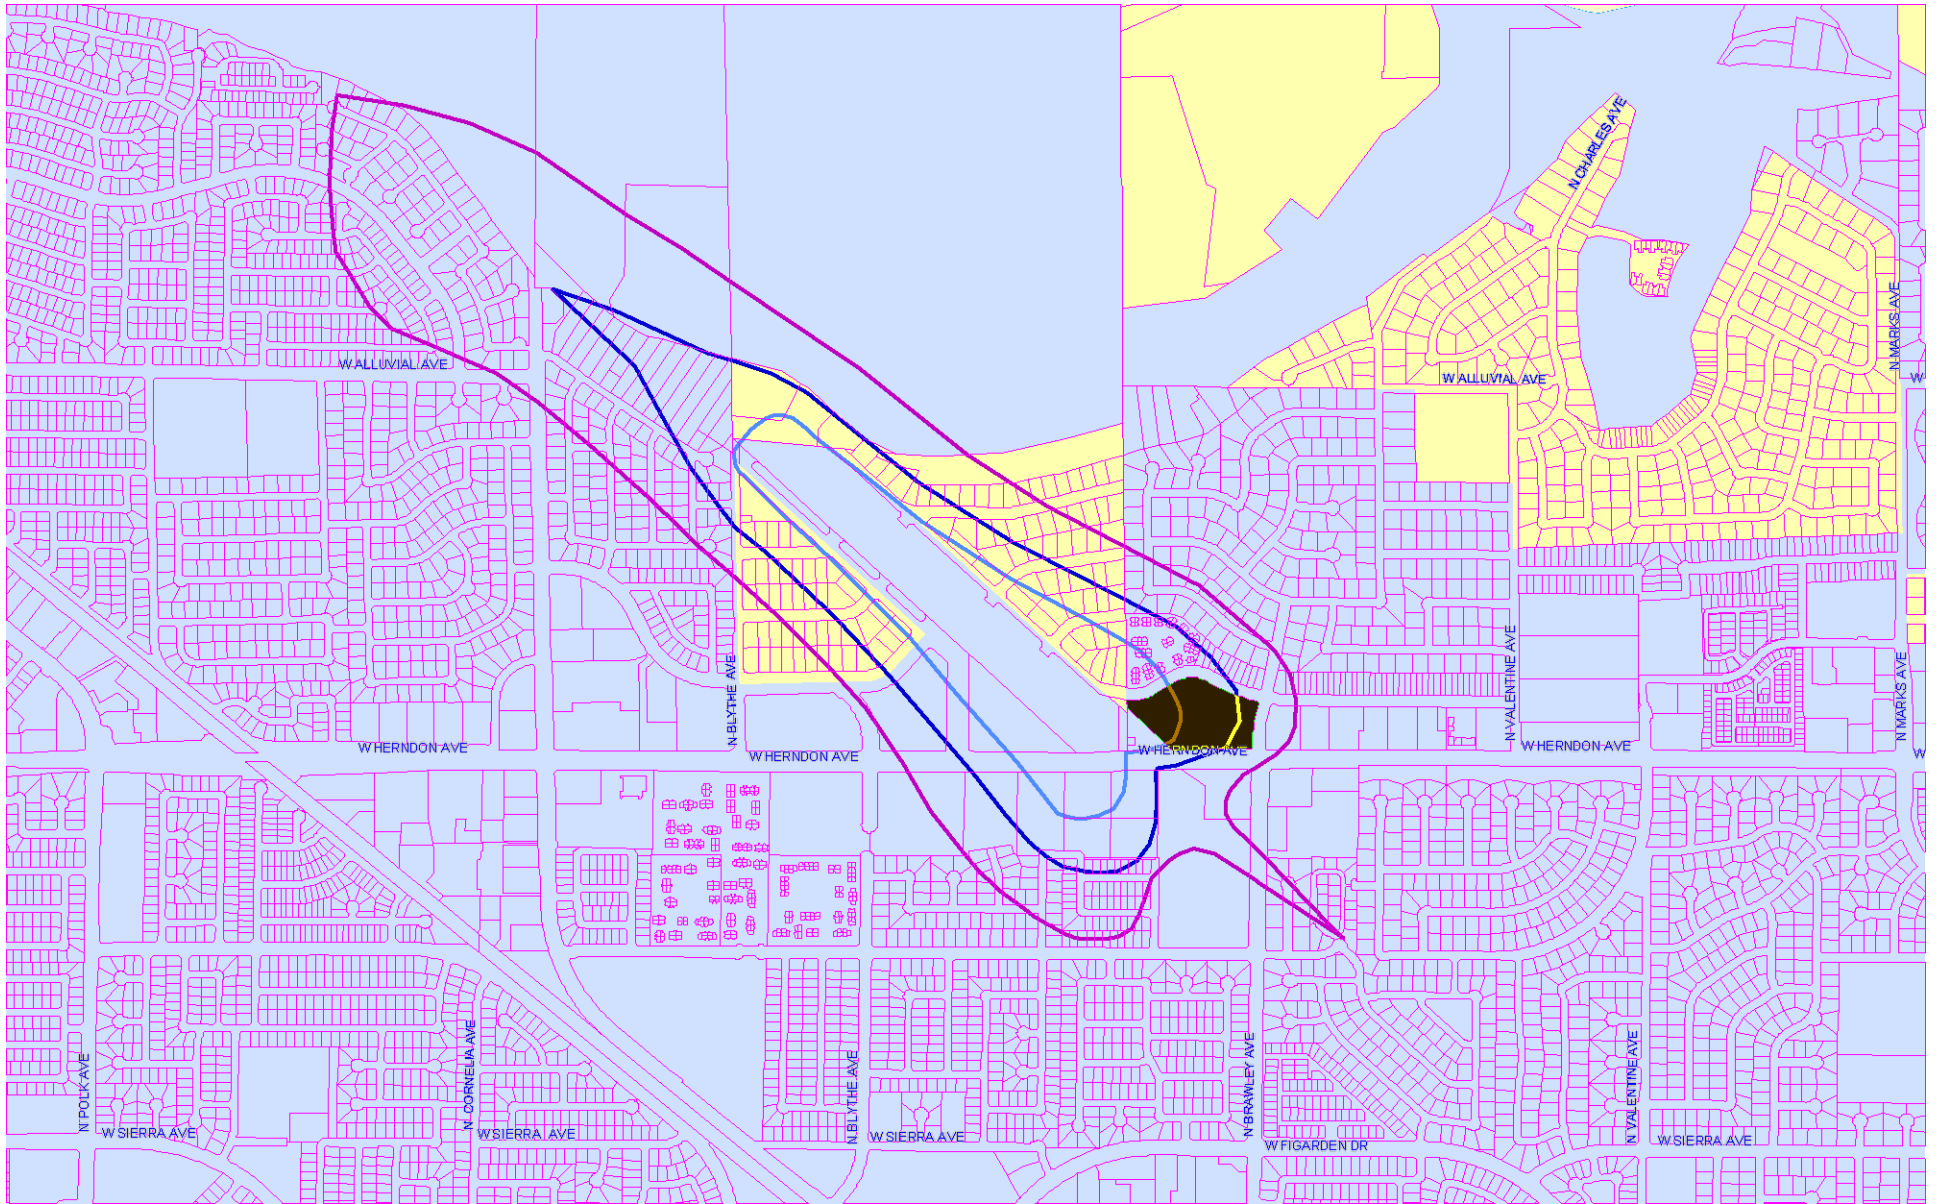 N CHARLES AVE
N MARKS AVE
W ALLUVIAL AVE
W ALLUVIAL AVE
W
N BLYTHE AVE
N VALENTINE AVE
N MARKS AVE
W HERNDON AVE
W HERNDON AVE
W HERNDON AVE
W HERNDON AVE
W
N POLK AVE
N CORNELIA AVE
N BLYTHE AVE
N BRAWLEY AVE
N VALENTINE AVE
W SIERRA AVE
W SIERRA AVE
W SIERRA AVE
W FIGARDEN DR
W SIERRA AVE